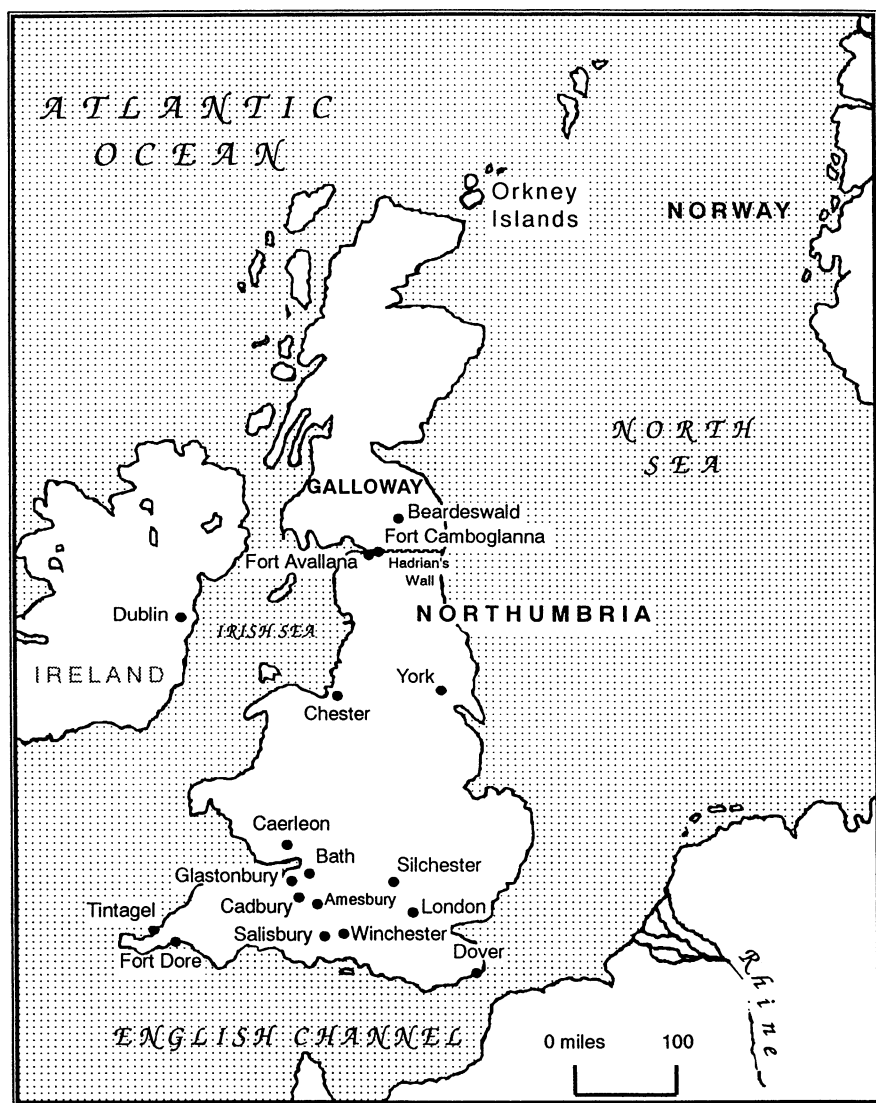 ATLANTIC
OCEAN
Orkney
Islands
NORWAY
NORTH
SEA
GALLOWAY
Beardeswald
Fort Camboglanna
Fort Avallana
Hadrian's
Wall
Dublin
IRISH SEA
NORTHUMBRIA
IRELAND
York
Chester
Caerleon
Bath
Silchester
Glastonbury
Cadbury
Amesbury
London
Tintagel
Salisbury
Winchester
Fort Dore
Dover
Rhine
ENGLISH CHANNEL
0 miles 100